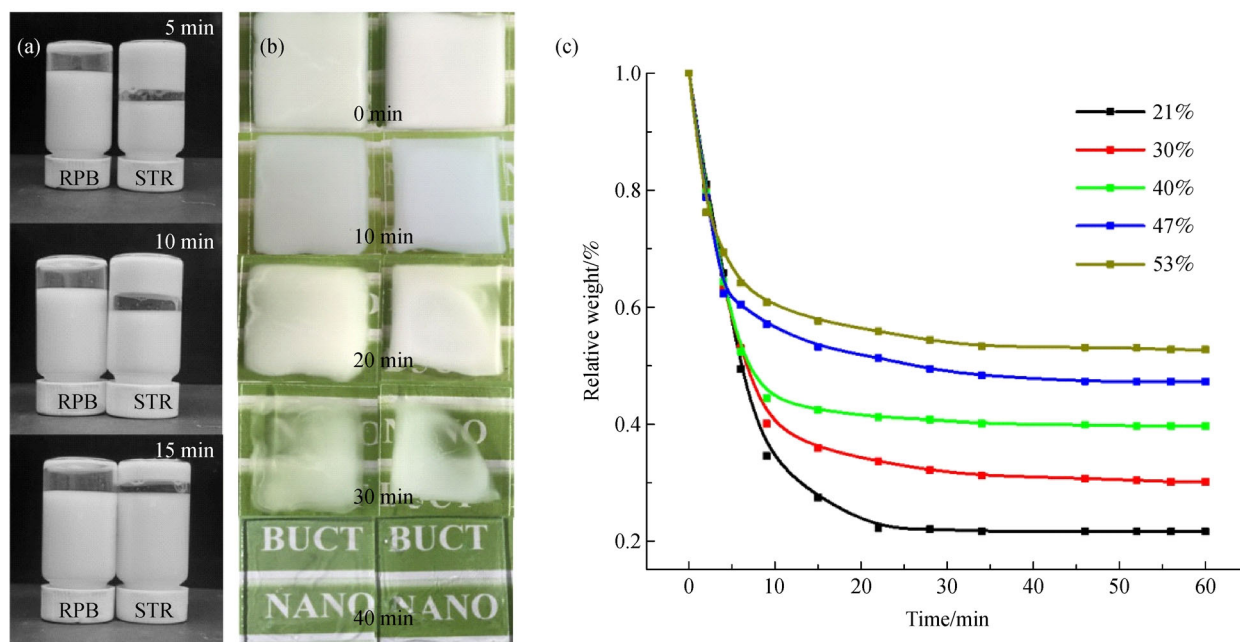 (a)
5 min
RPB STR
10 min
RPB STR
15 min
RPB STR
(b)
0 min
10 min
20 min
30 min
BUCT BUCT
NANO NANO
40 min
(c)
1.0
0.8
0.6
0.4
0.2
Relative weight/%
21%
30%
40%
47%
53%
0 10 20 30 40 50 60
Time/min